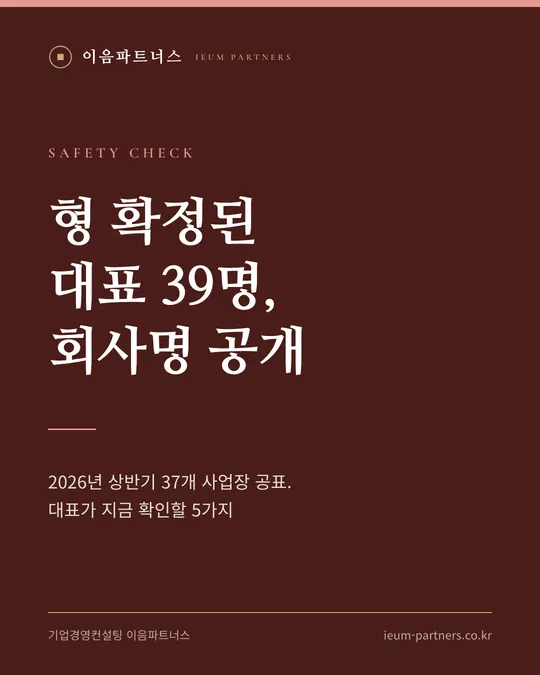 이음파트너스 IEUM PARTNERS
SAFETY CHECK
형 확정된
대표 39명,
회사명 공개
2026년 상반기 37개 사업장 공표.
대표가 지금 확인할 5가지
기업경영컨설팅 이음파트너스
ieum-partners.co.kr